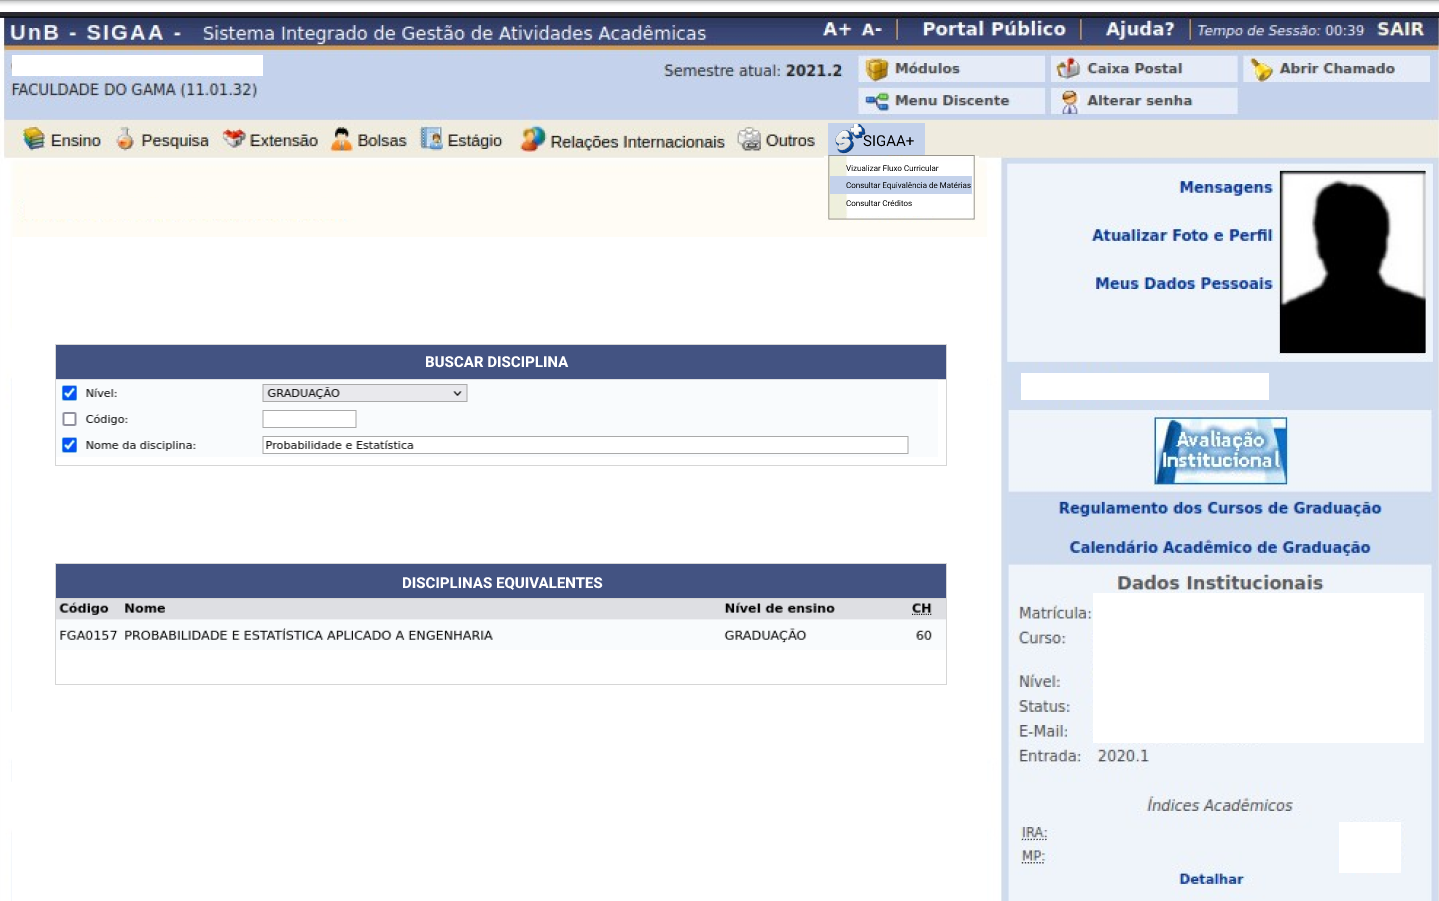 UnB - SIGAA - Sistema Integrado de Gestão de Atividades Acadêmicas A+ A- Portal Público Ajuda? Tempo de Sessão: 00:39 SAIR
FACULDADE DO GAMA (11.01.32)
Semestre atual: 2021.2
Módulos Caixa Postal Abrir Chamado
Menu Discente Alterar senha
Ensino Pesquisa Extensão Bolsas Estágio Relações Internacionais Outros SIGAA+
Vizualizar Fluxo Curricular
Consultar Equivalência de Matérias
Consultar Créditos
BUSCAR DISCIPLINA
Nível: GRADUAÇÃO
Código:
Nome da disciplina: Probabilidade e Estatística
DISCIPLINAS EQUIVALENTES
Código Nome Nível de ensino CH
FGA0157 PROBABILIDADE E ESTATÍSTICA APLICADO A ENGENHARIA GRADUAÇÃO 60
Mensagens
Atualizar Foto e Perfil
Meus Dados Pessoais
Avaliação
Institucional
Regulamento dos Cursos de Graduação
Calendário Acadêmico de Graduação
Dados Institucionais
Matrícula:
Curso:
Nível:
Status:
E-Mail:
Entrada: 2020.1
Índices Acadêmicos
IRA:
MP:
Detalhar